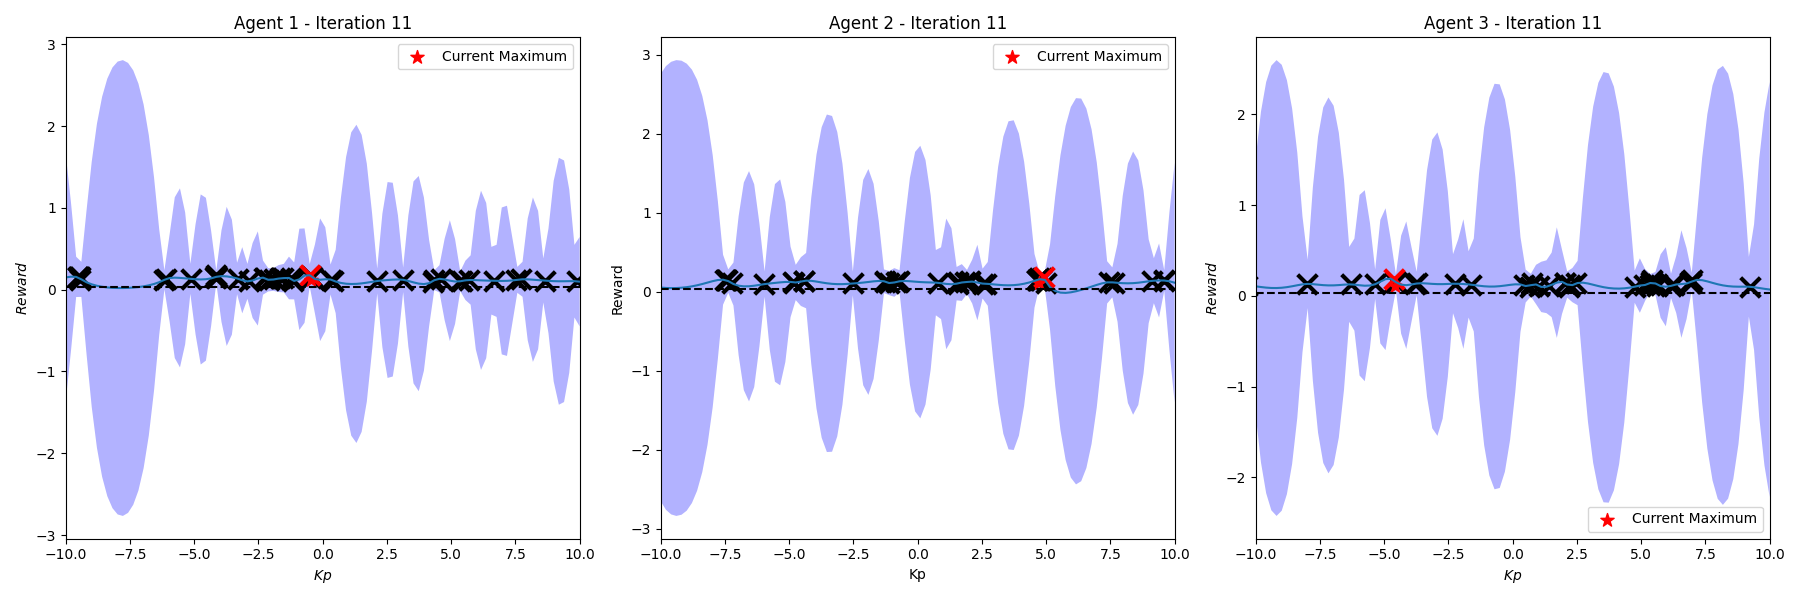 Agent 1 - Iteration 11
Current Maximum
3
2
1
0
−1
−2
−3
Reward
−10.0 −7.5 −5.0 −2.5 0.0 2.5 5.0 7.5 10.0
Kp
Agent 2 - Iteration 11
Current Maximum
3
2
1
0
−1
−2
−3
Reward
−10.0 −7.5 −5.0 −2.5 0.0 2.5 5.0 7.5 10.0
Kp
Agent 3 - Iteration 11
2
1
0
−1
−2
Reward
Current Maximum
−10.0 −7.5 −5.0 −2.5 0.0 2.5 5.0 7.5 10.0
Kp